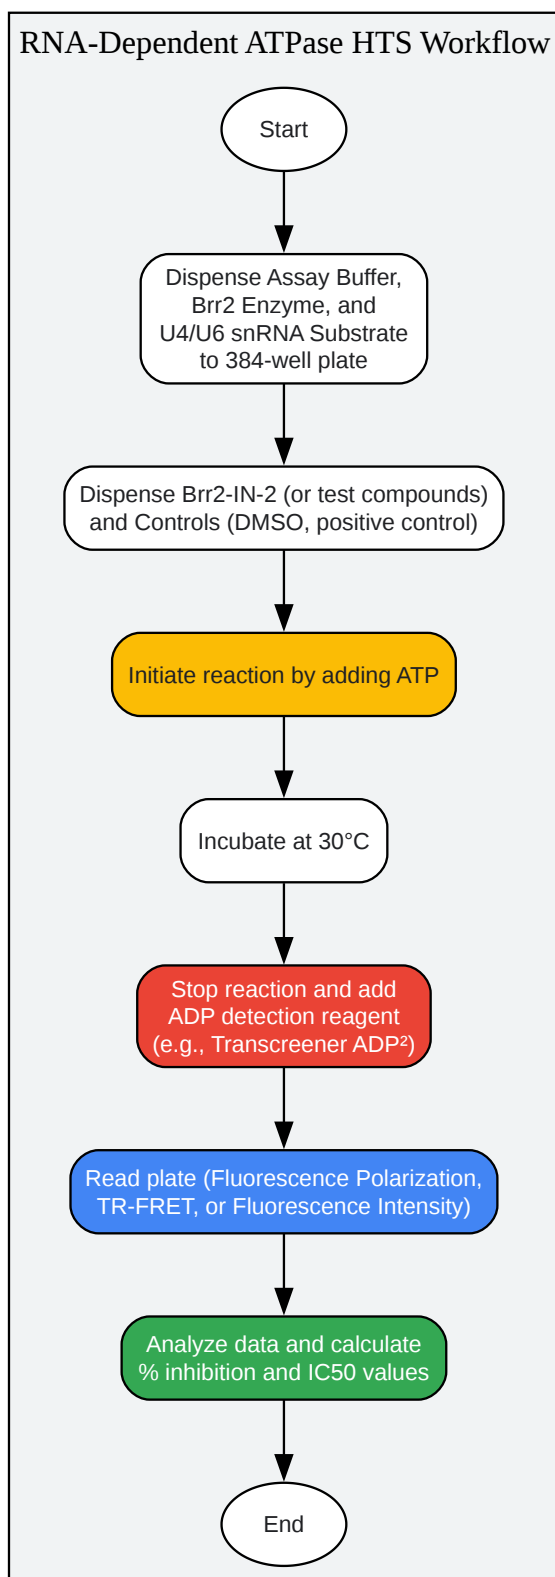 RNA-Dependent ATPase HTS Workflow
Start
Dispense Assay Buffer,
Brr2 Enzyme, and
U4/U6 snRNA Substrate
to 384-well plate
Dispense Brr2-IN-2 (or test compounds)
and Controls (DMSO, positive control)
Initiate reaction by adding ATP
Incubate at 30°C
Stop reaction and add
ADP detection reagent
(e.g., Transcreener ADP²)
Read plate (Fluorescence Polarization,
TR-FRET, or Fluorescence Intensity)
Analyze data and calculate
% inhibition and IC50 values
End